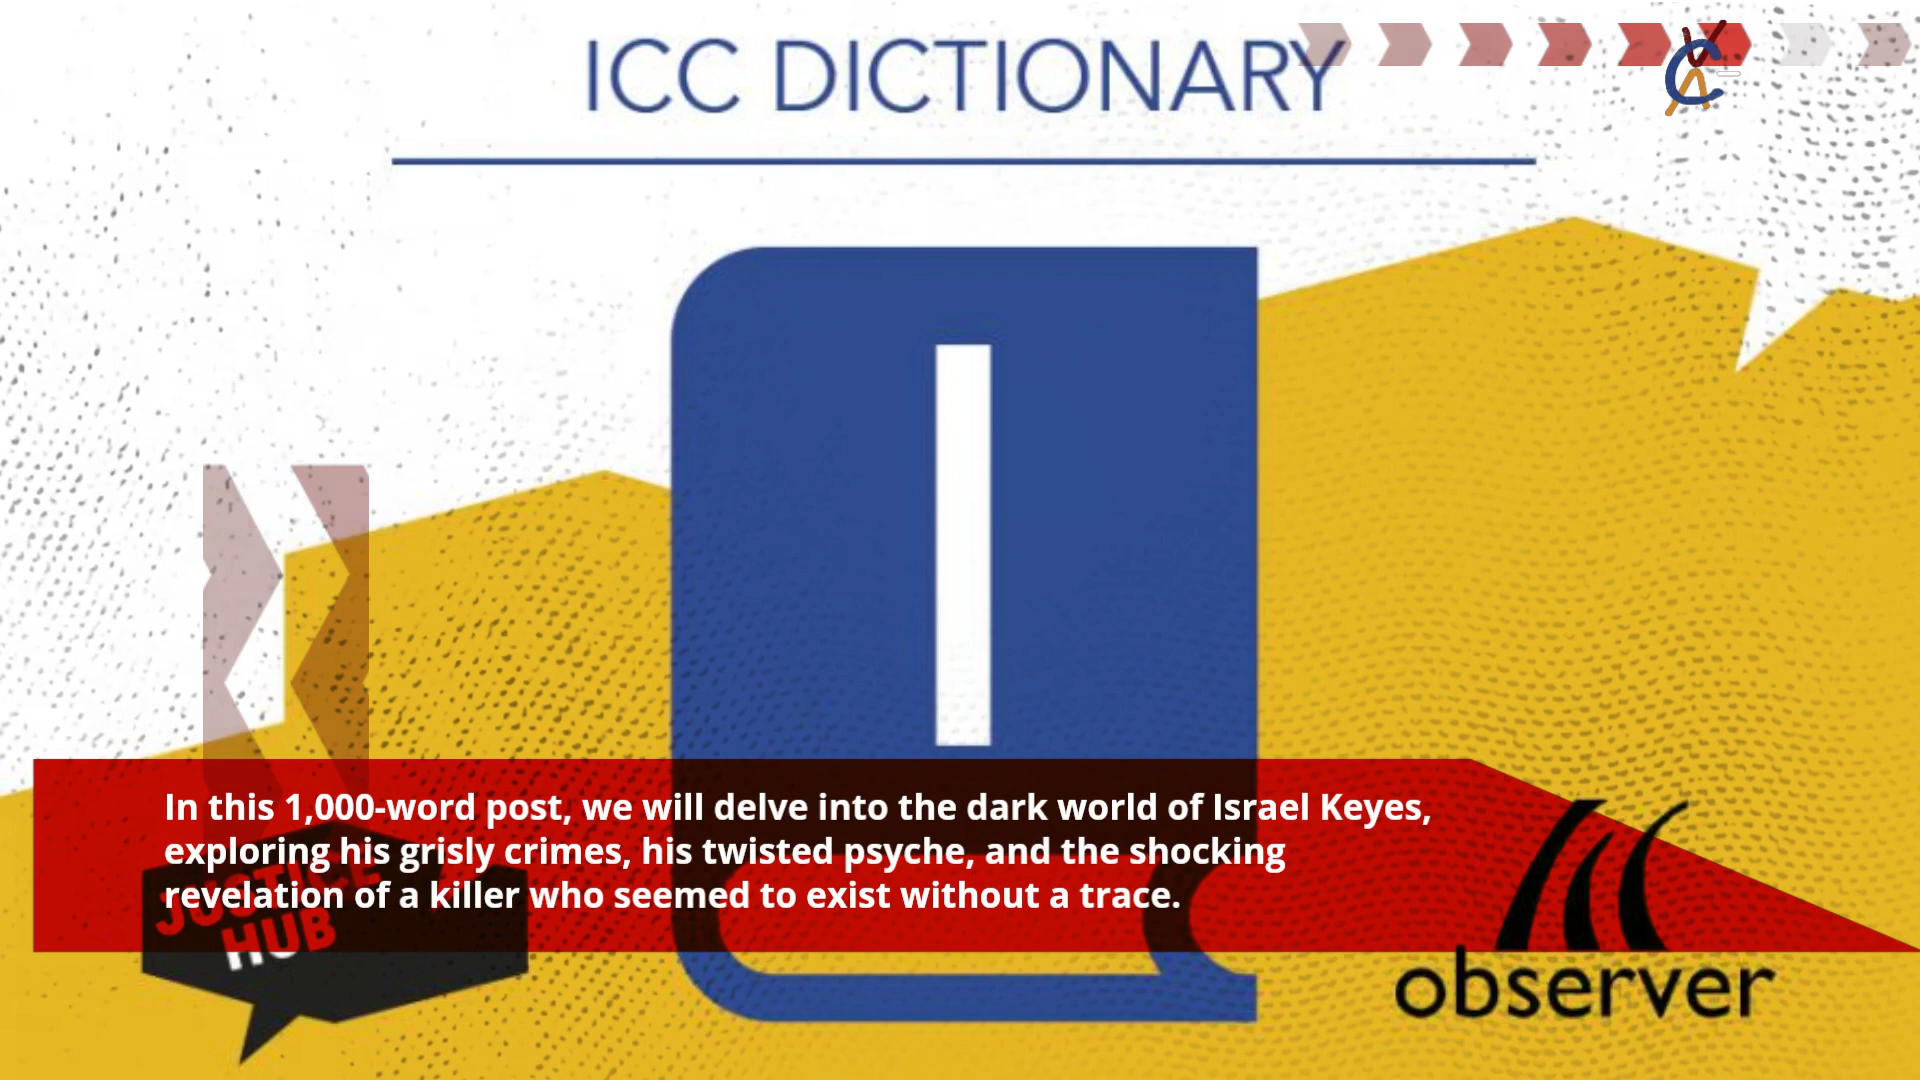 ICC DICTIONARY
I
In this 1,000-word post, we will delve into the dark world of Israel Keyes,
exploring his grisly crimes, his twisted psyche, and the shocking
revelation of a killer who seemed to exist without a trace.
JUSTICE
HUB
observer